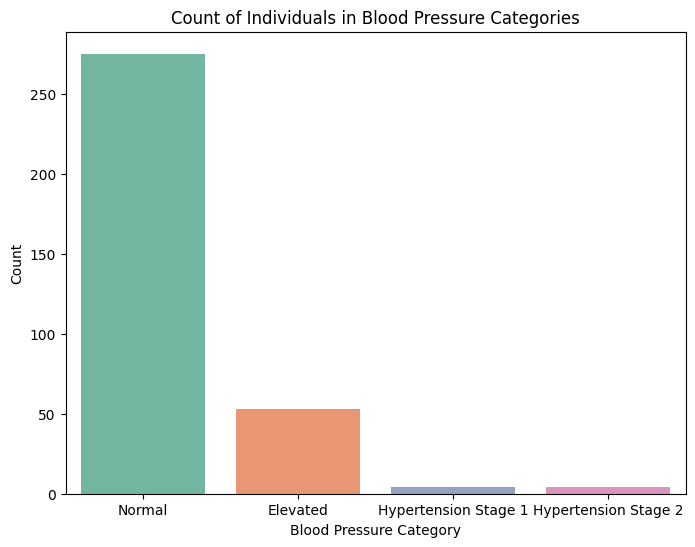 Count of Individuals in Blood Pressure Categories
Count
250
200
150
100
50
0
Normal
Elevated
Hypertension Stage 1
Hypertension Stage 2
Blood Pressure Category